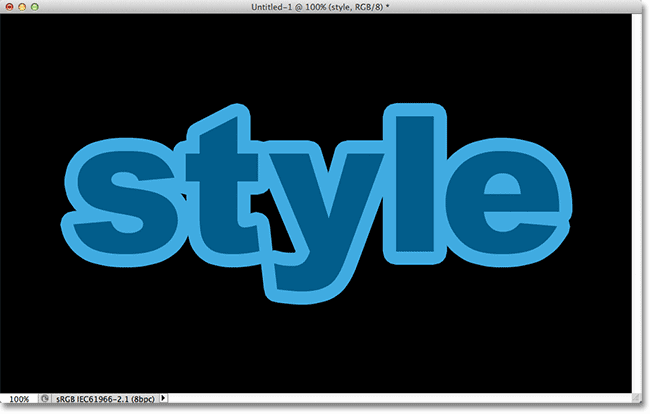 Untitled-1 @ 100% (style, RGB/8) *
style
100% sRGB IEC61966-2.1 (8bpc)